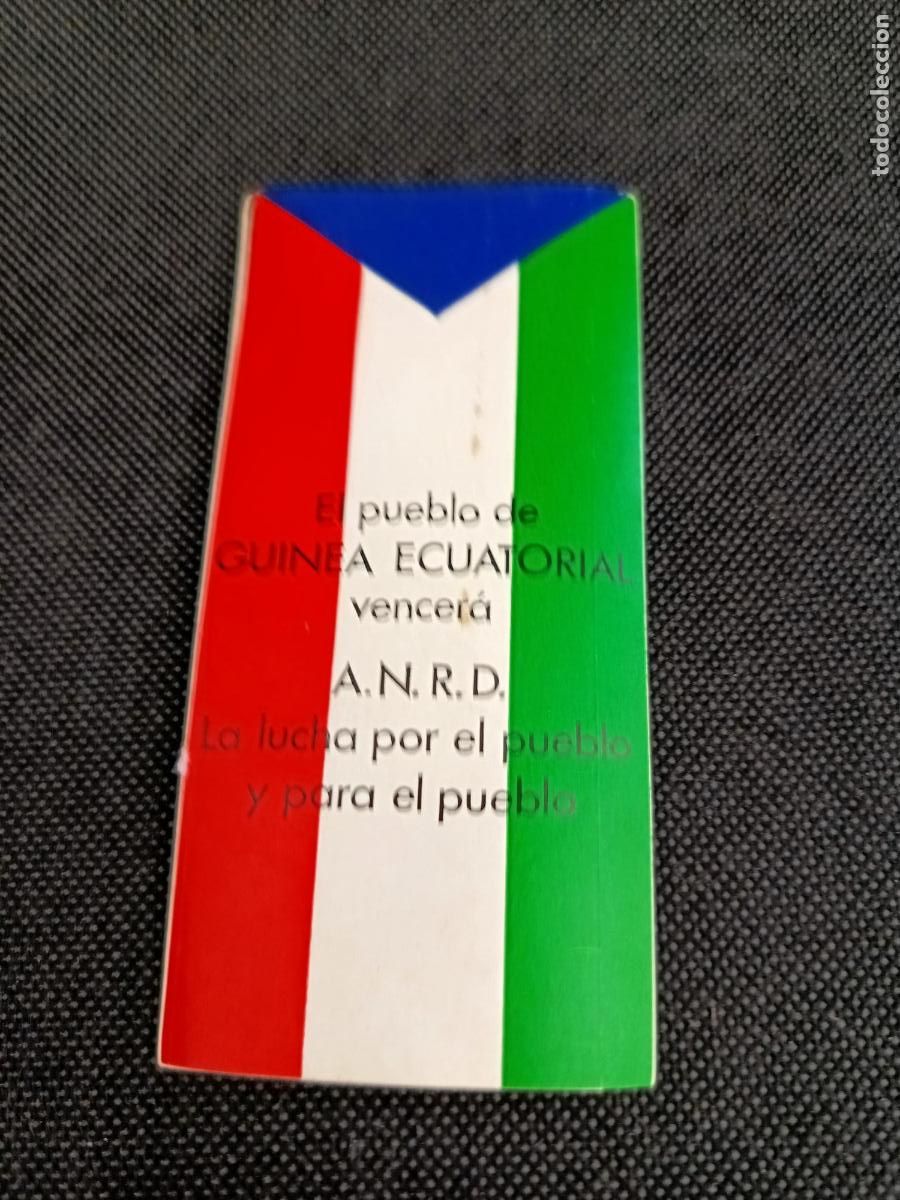 El pueblo de
GUINEA ECUATORIAL
vencerá
A.N.R.D.
La lucha por el pueblo
y para el pueblo
todocoleccion